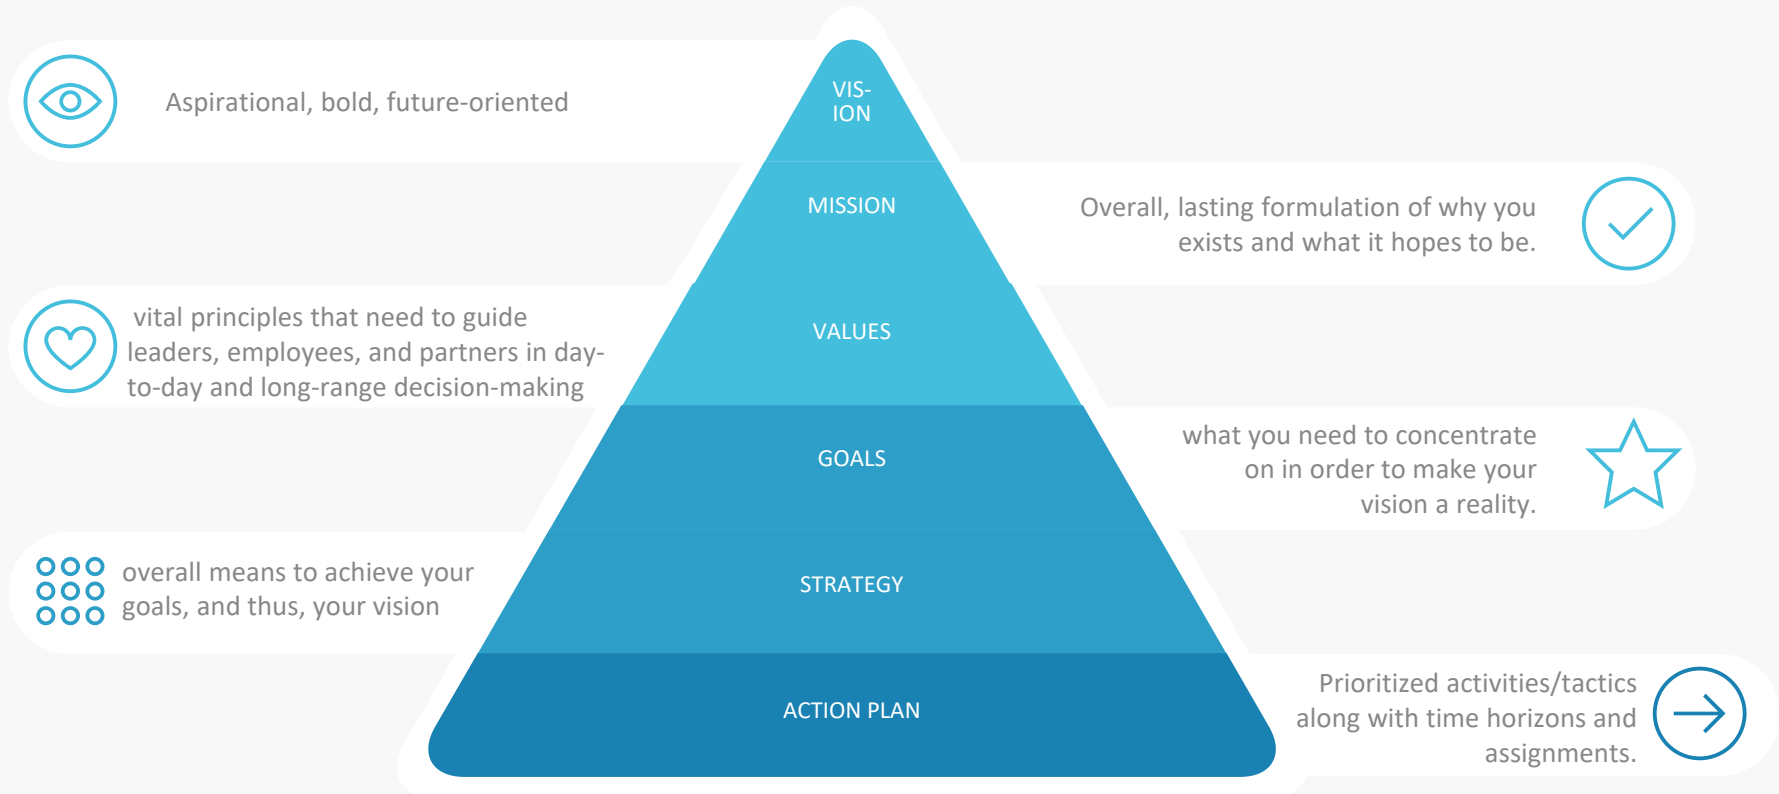 Aspirational, bold, future-oriented
VIS-
ION
MISSION
Overall, lasting formulation of why you
exists and what it hopes to be.
vital principles that need to guide
leaders, employees, and partners in day-
to-day and long-range decision-making
VALUES
GOALS
what you need to concentrate
on in order to make your
vision a reality.
overall means to achieve your
goals, and thus, your vision
STRATEGY
ACTION PLAN
Prioritized activities/tactics
along with time horizons and
assignments.